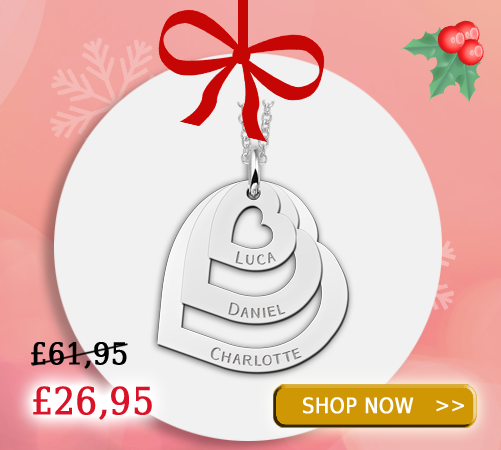 LUCA
DANIEL
CHARLOTTE
£61,95
£26,95
SHOP NOW >>